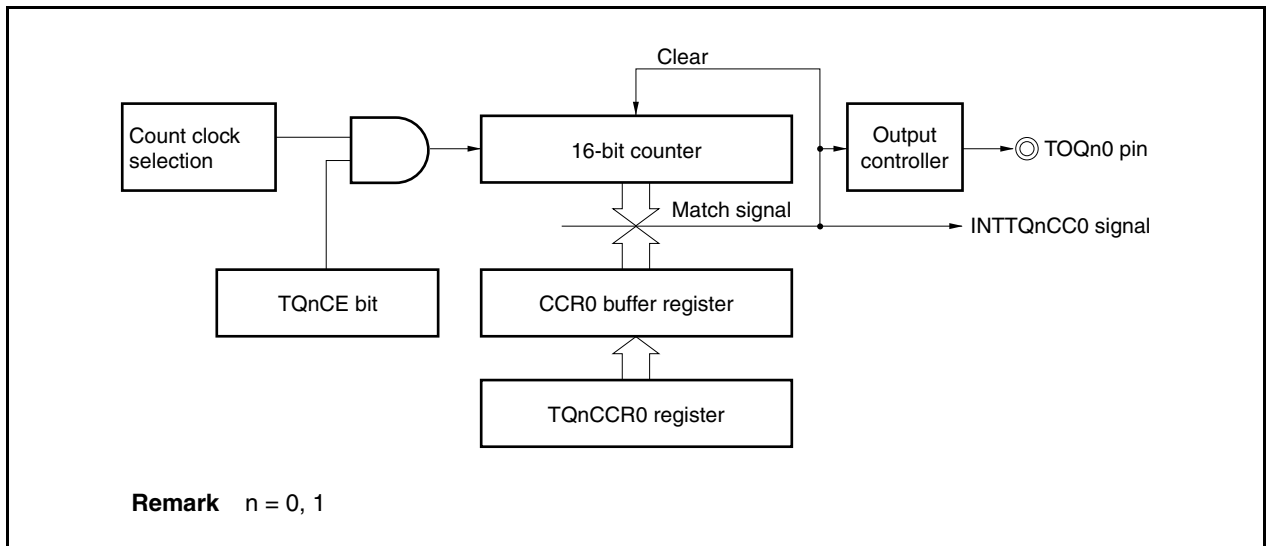 Clear
Count clock
selection
16-bit counter
Output
controller
TOQn0 pin
Match signal
INTTQnCC0 signal
TQnCE bit
CCR0 buffer register
TQnCCR0 register
Remark n = 0, 1